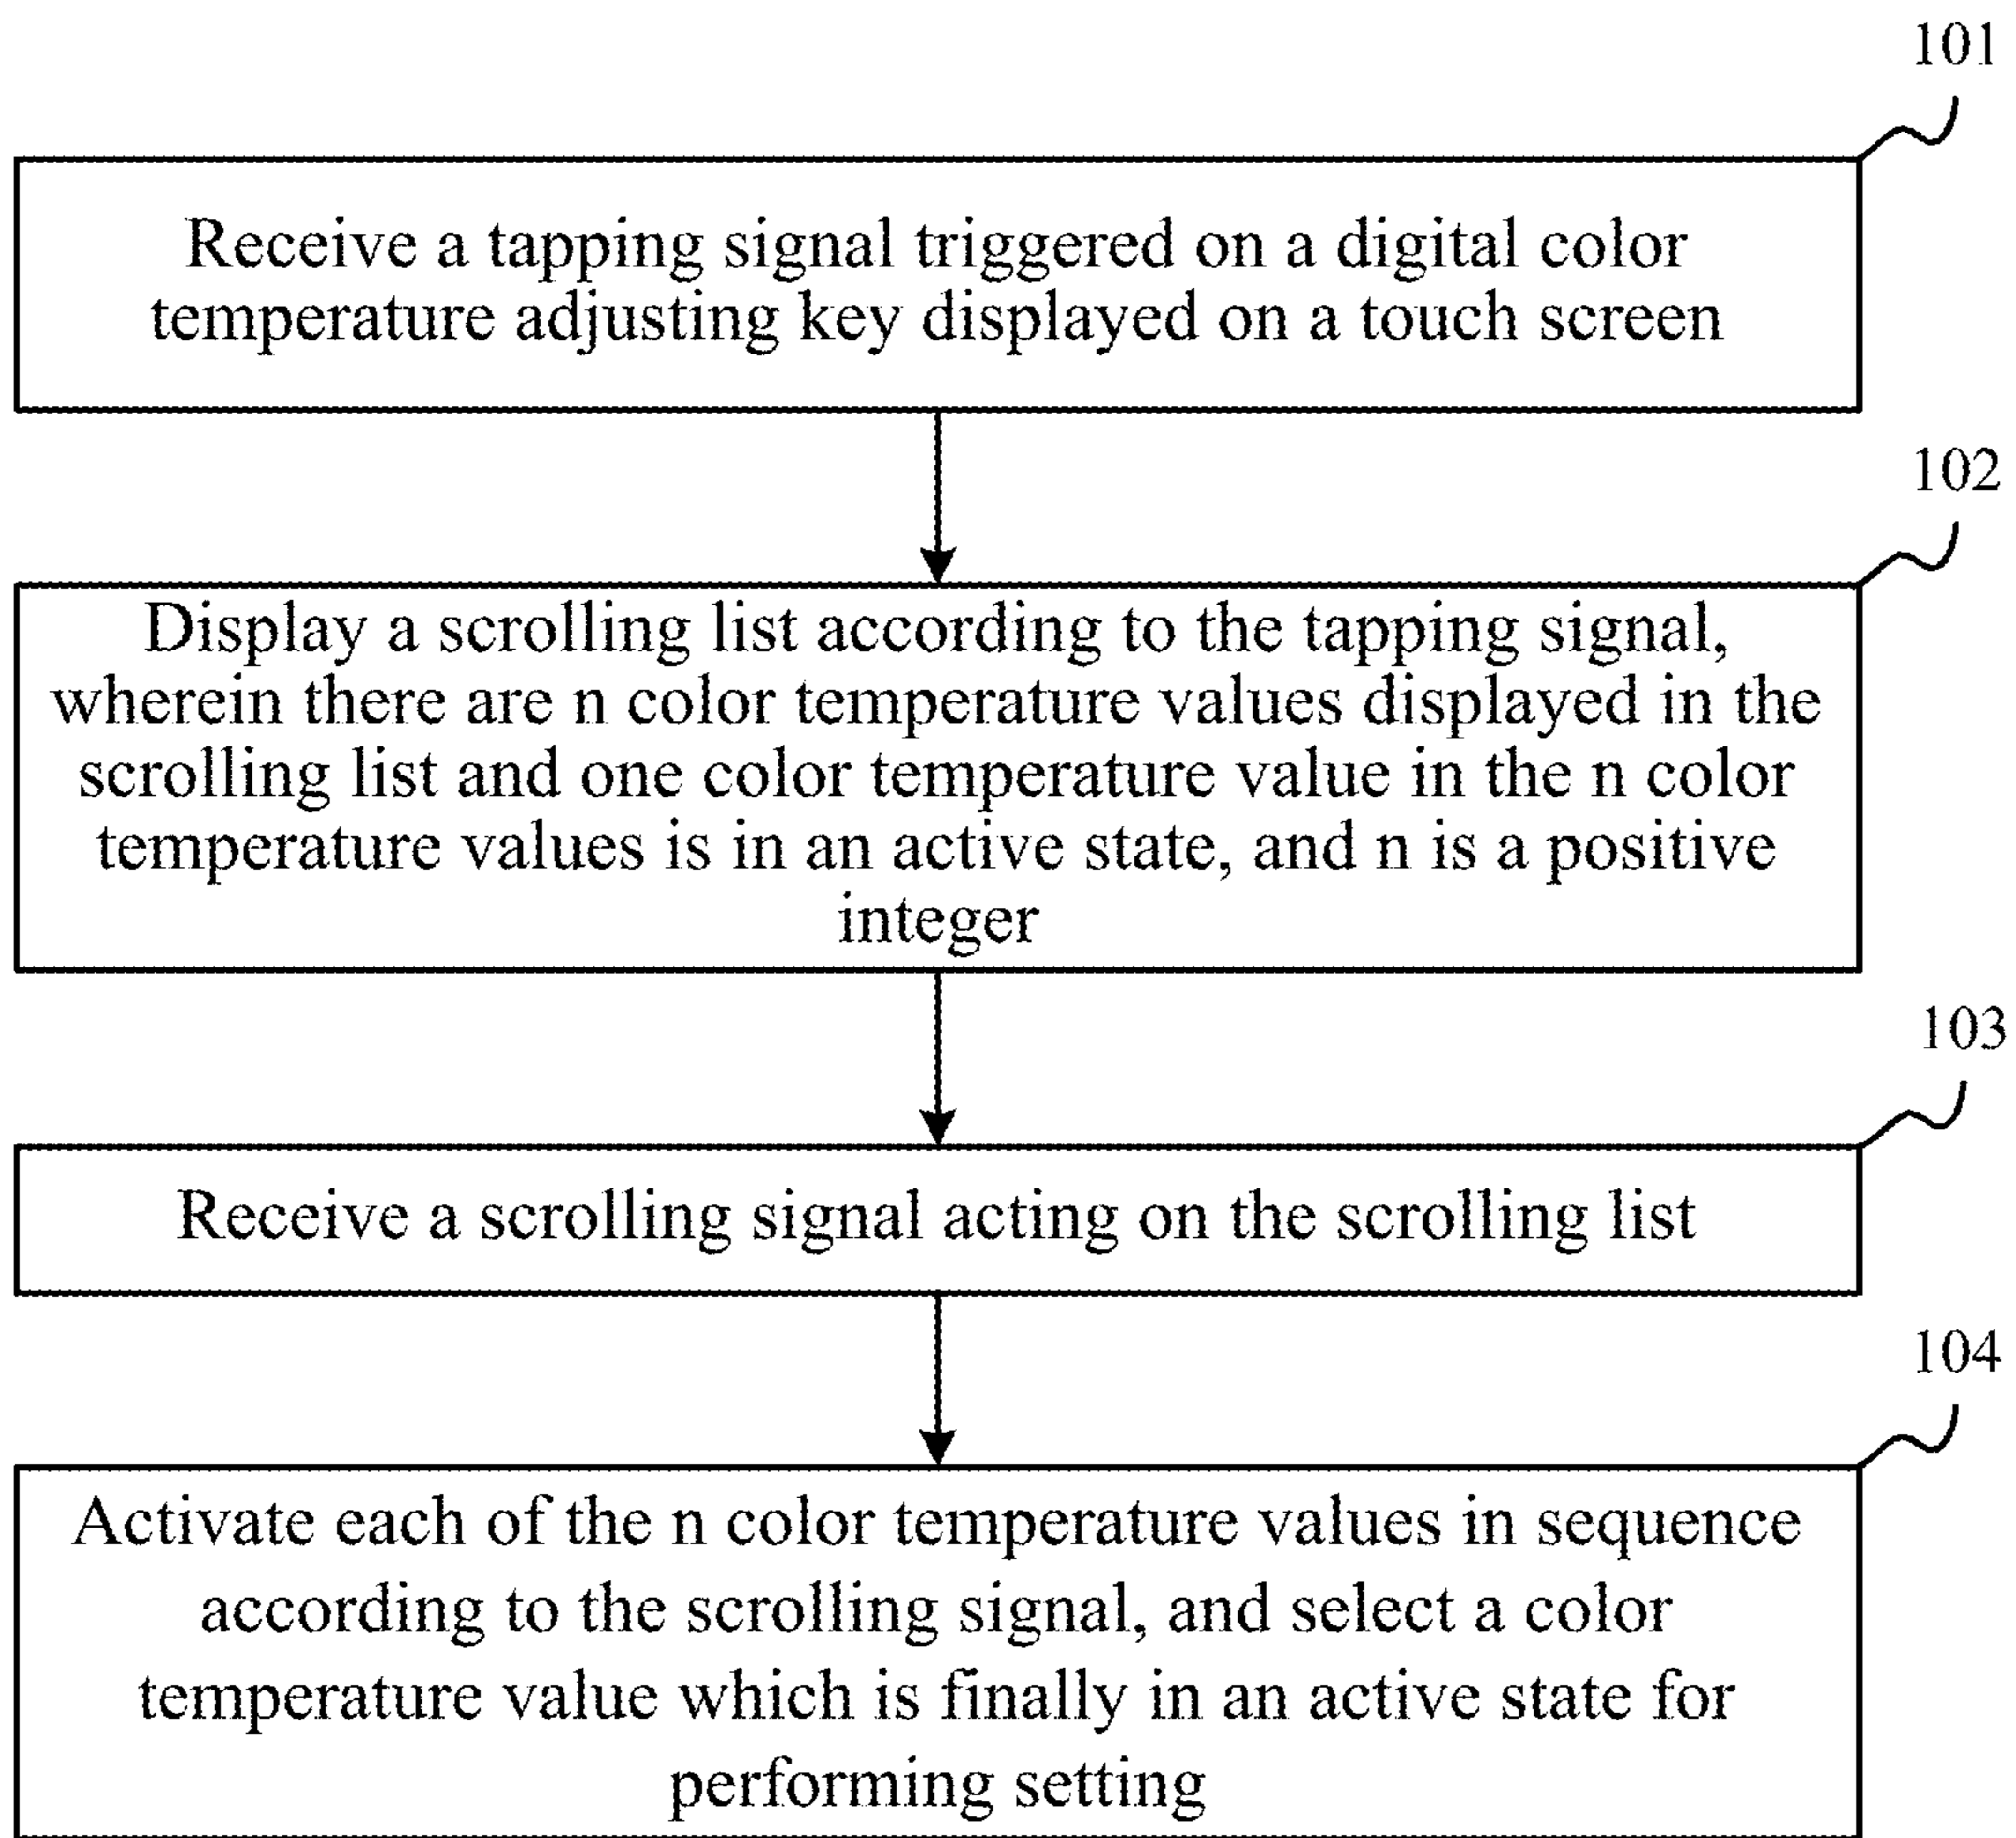 101
Receive a tapping signal triggered on a digital color
temperature adjusting key displayed on a touch screen
102
Display a scrolling list according to the tapping signal,
wherein there are n color temperature values displayed in the
scrolling list and one color temperature value in the n color
temperature values is in an active state, and n is a positive
integer
103
Receive a scrolling signal acting on the scrolling list
104
Activate each of the n color temperature values in sequence
according to the scrolling signal, and select a color
temperature value which is finally in an active state for
performing setting